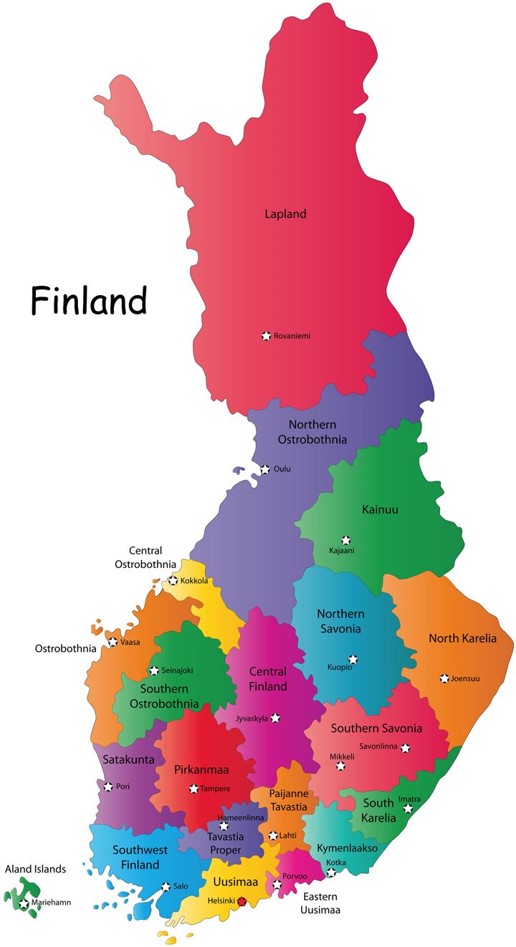 Lapland
Finland
Rovaniemi
Northern
Ostrobothnia
Oulu
Kainuu
Kajaani
Central
Ostrobothnia
Kokkola
Northern
Savonia
Ostrobothnia
Vaasa
North Karelia
Kuopio
Seinajoki
Central
Finland
Joensuu
Southern
Ostrobothnia
Jyvaskyla
Southern Savonia
Savonlinna
Mikkeli
Satakunta
Pirkanmaa
Pori
Tampere
Paijanne
Tavastia
South
Karelia
Imatra
Hameenlinna
Tavastia
Proper
Lahti
Kymenlaakso
Southwest
Finland
Kotka
Aland Islands
Mariehamn
Salo
Uusimaa
Helsinki
Porvoo
Eastern
Uusimaa